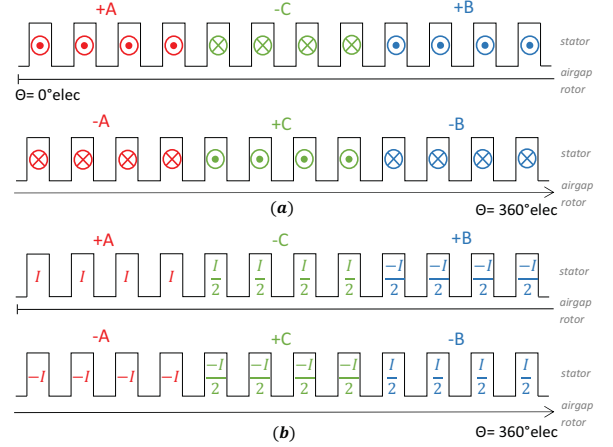 +A -C +B
stator
airgap
rotor
Θ= 0°elec
-A +C -B
stator
airgap
rotor
(a) Θ= 360°elec
+A -C +B
I I I I I/2 I/2 I/2 I/2 -I/2 -I/2 -I/2 -I/2 stator
airgap
rotor
-A +C -B
-I -I -I -I -I/2 -I/2 -I/2 -I/2 I/2 I/2 I/2 I/2 stator
airgap
(b) Θ= 360°elec rotor